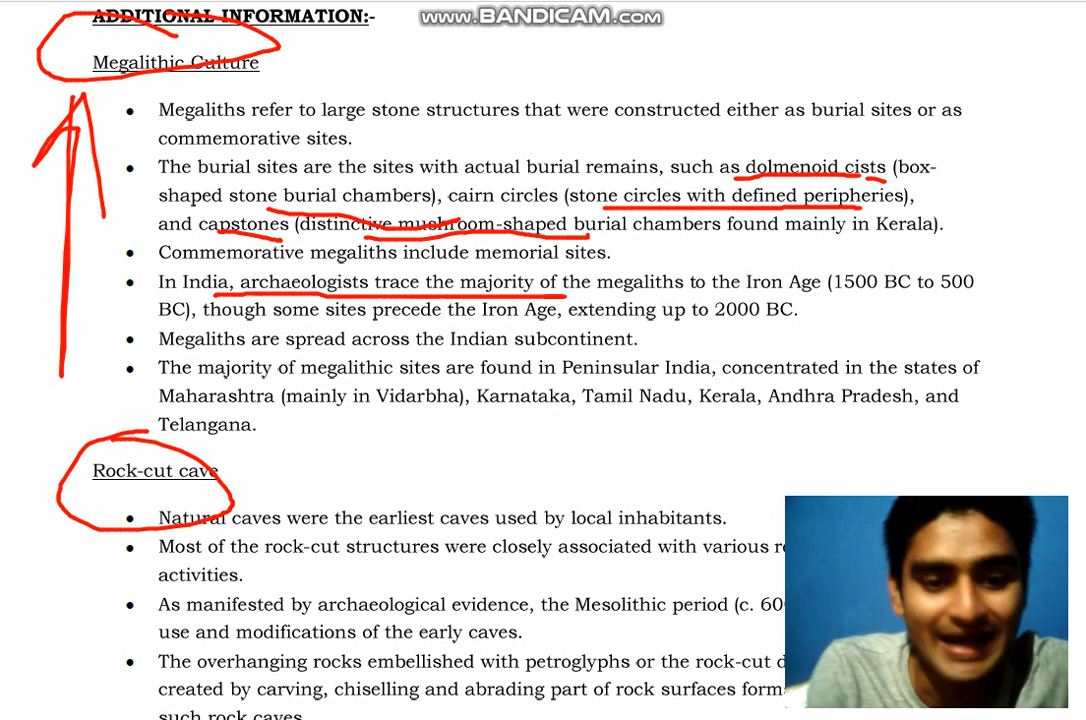 www.BANDICAM.com
ADDITIONAL INFORMATION:-
Megalithic Culture
• Megaliths refer to large stone structures that were constructed either as burial sites or as
commemorative sites.
• The burial sites are the sites with actual burial remains, such as dolmenoid cists (box-
shaped stone burial chambers), cairn circles (stone circles with defined peripheries),
and capstones (distinctive mushroom-shaped burial chambers found mainly in Kerala).
• Commemorative megaliths include memorial sites.
• In India, archaeologists trace the majority of the megaliths to the Iron Age (1500 BC to 500
BC), though some sites precede the Iron Age, extending up to 2000 BC.
• Megaliths are spread across the Indian subcontinent.
• The majority of megalithic sites are found in Peninsular India, concentrated in the states of
Maharashtra (mainly in Vidarbha), Karnataka, Tamil Nadu, Kerala, Andhra Pradesh, and
Telangana.
Rock-cut cave
• Natural caves were the earliest caves used by local inhabitants.
• Most of the rock-cut structures were closely associated with various
activities.
• As manifested by archaeological evidence, the Mesolithic period (c.
use and modifications of the early caves.
• The overhanging rocks embellished with petroglyphs or the rock-cut
created by carving, chiselling and abrading part of rock surfaces
such rock caves